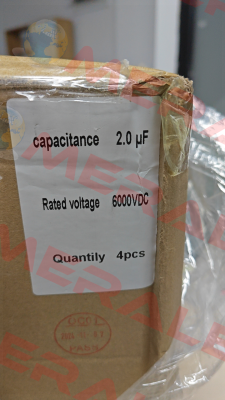 capacitance 2.0 µF
Rated voltage 6000VDC
Quantily 4pcs